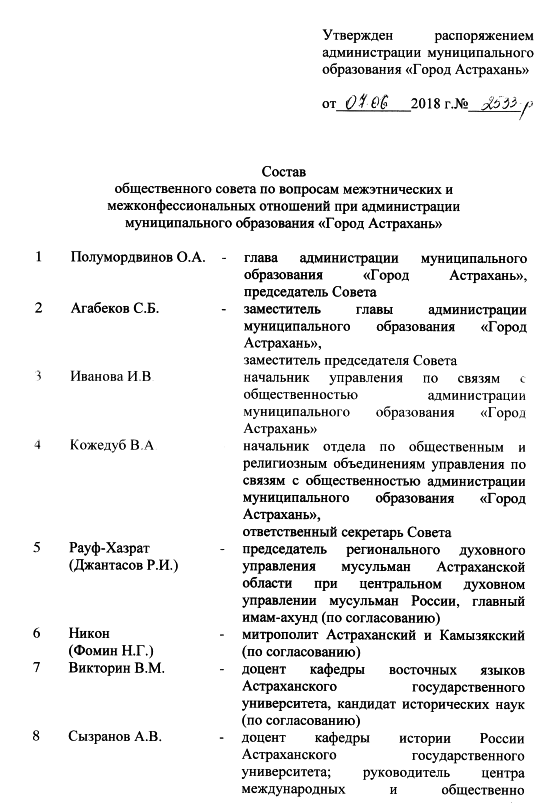 Утвержден распоряжением
администрации муниципального
образования «Город Астрахань»
от 07.06 2018 г.№ 2533-р
Состав
общественного совета по вопросам межэтнических и
межконфессиональных отношений при администрации
муниципального образования «Город Астрахань»
1 Полумордвинов О.А. - глава администрации муниципального
образования «Город Астрахань»,
председатель Совета
2 Агабеков С.Б. - заместитель главы администрации
муниципального образования «Город
Астрахань»,
заместитель председателя Совета
3 Иванова И.В. начальник управления по связям с
общественностью администрации
муниципального образования «Город
Астрахань»
4 Кожедуб В.А начальник отдела по общественным и
религиозным объединениям управления по
связям с общественностью администрации
муниципального образования «Город
Астрахань»,
ответственный секретарь Совета
5 Рауф-Хазрат - председатель регионального духовного
(Джантасов Р.И.) управления мусульман Астраханской
области при центральном духовном
управлении мусульман России, главный
имам-ахунд (по согласованию)
6 Никон - митрополит Астраханский и Камызякский
(Фомин Н.Г.) (по согласованию)
7 Викторин В.М. - доцент кафедры восточных языков
Астраханского государственного
университета, кандидат исторических наук
(по согласованию)
8 Сызранов А.В. - доцент кафедры истории России
Астраханского государственного
университета; руководитель центра
международных и общественно